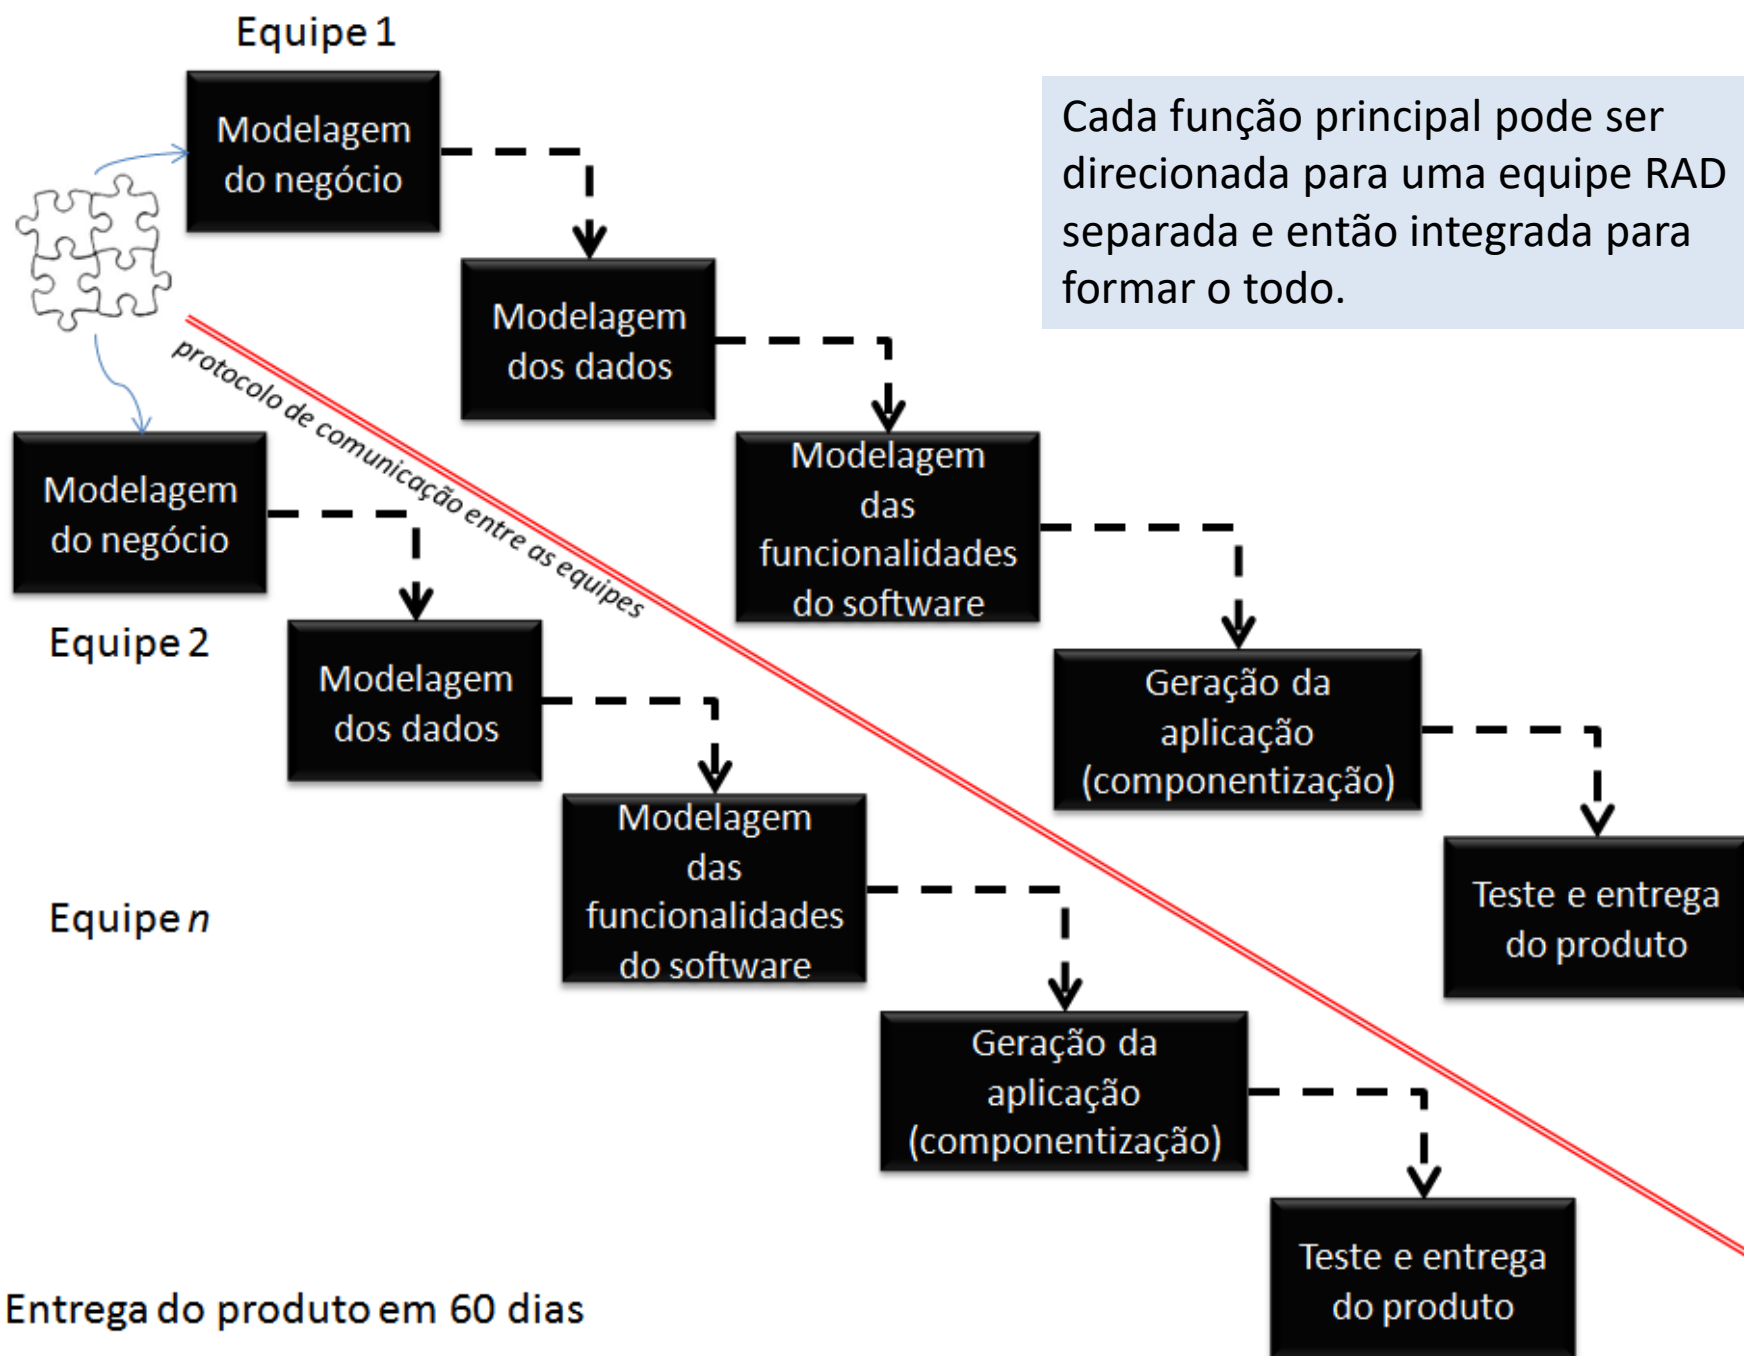 Equipe 1
Modelagem
do negócio
Cada função principal pode ser
direcionada para uma equipe RAD
separada e então integrada para
formar o todo.
Modelagem
dos dados
protocolo de comunicação entre as equipes
Modelagem
das
funcionalidades
do software
Geração da
aplicação
(componentização)
Teste e entrega
do produto
Modelagem
do negócio
Equipe 2
Modelagem
dos dados
Modelagem
das
funcionalidades
do software
Equipe n
Geração da
aplicação
(componentização)
Teste e entrega
do produto
Entrega do produto em 60 dias